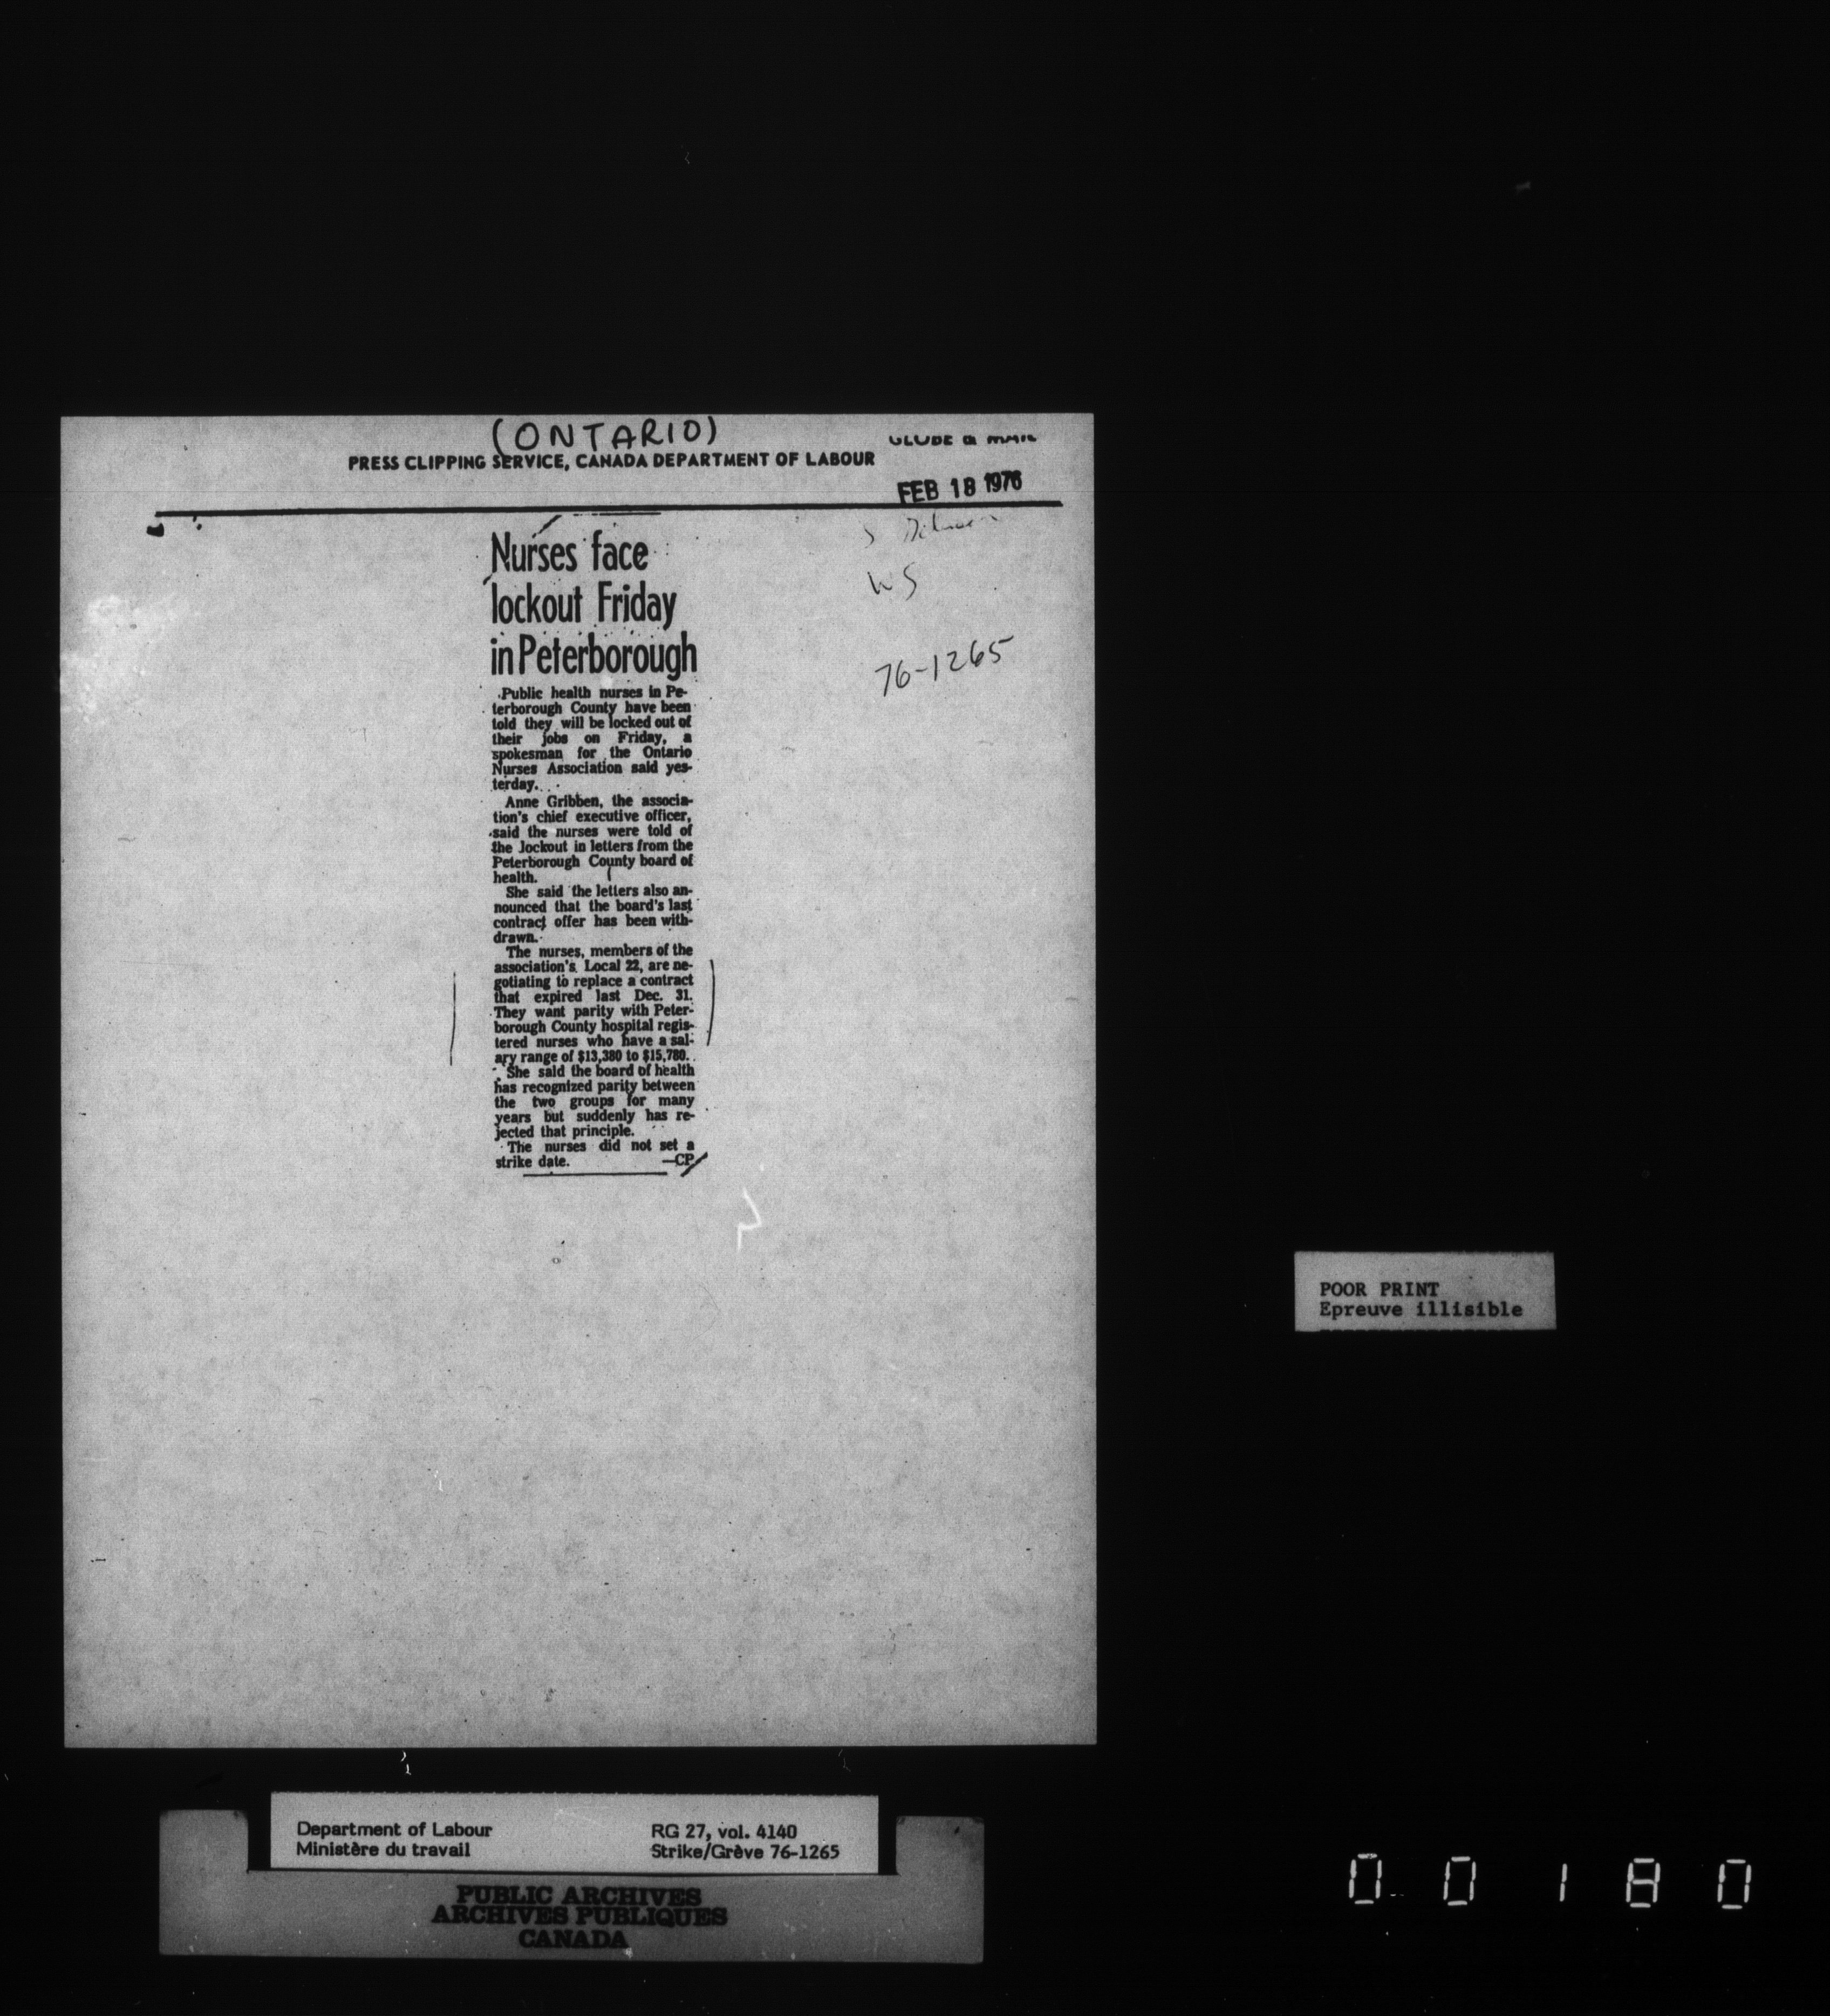 (ONTARIO)
GLOBE & MAIL
PRESS CLIPPING SERVICE, CANADA DEPARTMENT OF LABOUR
FEB 18 1976
WS
76-1265
Nurses face
lockout Friday
in Peterborough
Public health nurses in Pe-
terborough County have been
told they will be locked out of
their jobs on Friday, a
spokesman for the Ontario
Nurses Association said yes-
terday.
Anne Gribben, the associa-
tion's chief executive officer,
said the nurses were told of
the lockout in letters from the
Peterborough County board of
health.
She said the letters also an-
nounced that the board's last
contract offer has been with-
drawn.
The nurses, members of the
association's Local 22, are ne-
gotiating to replace a contract
that expired last Dec. 31.
They want parity with Peter-
borough County hospital regis-
tered nurses who have a sal-
ary range of $13,380 to $15,780.
She said the board of health
has recognized parity between
the two groups for many
years but suddenly has re-
jected that principle.
The nurses did not set a
strike date. —CP
POOR PRINT
Epreuve illisible
Department of Labour
Ministère du travail
RG 27, vol. 4140
Strike/Grève 76-1265
PUBLIC ARCHIVES
ARCHIVES PUBLIQUES
CANADA
0 0 1 8 0